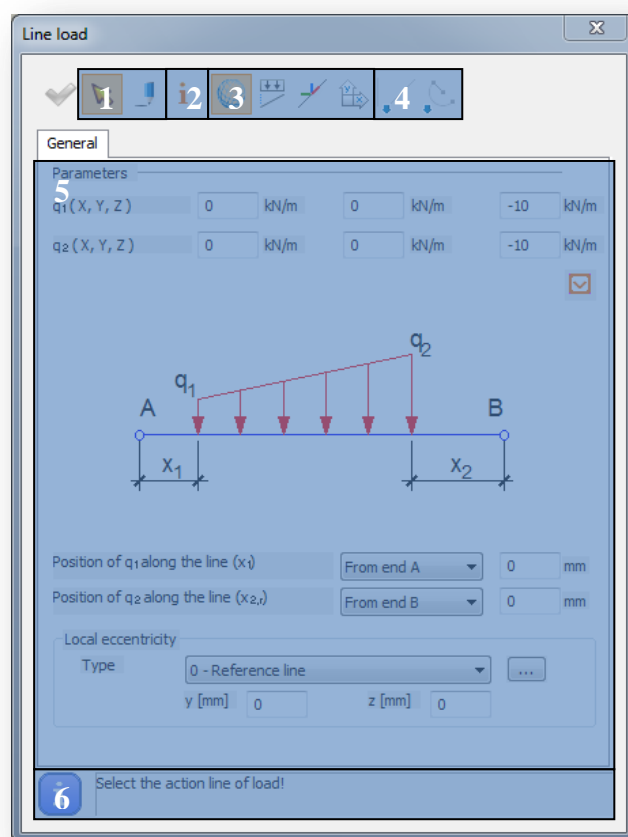 Line load
1 2 3 4
General
Parameters
5
q₁ (X, Y, Z) 0 kN/m 0 kN/m -10 kN/m
q₂ (X, Y, Z) 0 kN/m 0 kN/m -10 kN/m
q₂
q₁
A B
x₁ x₂
Position of q₁ along the line (x₁) From end A 0 mm
Position of q₂ along the line (x₂,ᵣ) From end B 0 mm
Local eccentricity
Type 0 - Reference line ...
y [mm] 0 z [mm] 0
6 Select the action line of load!